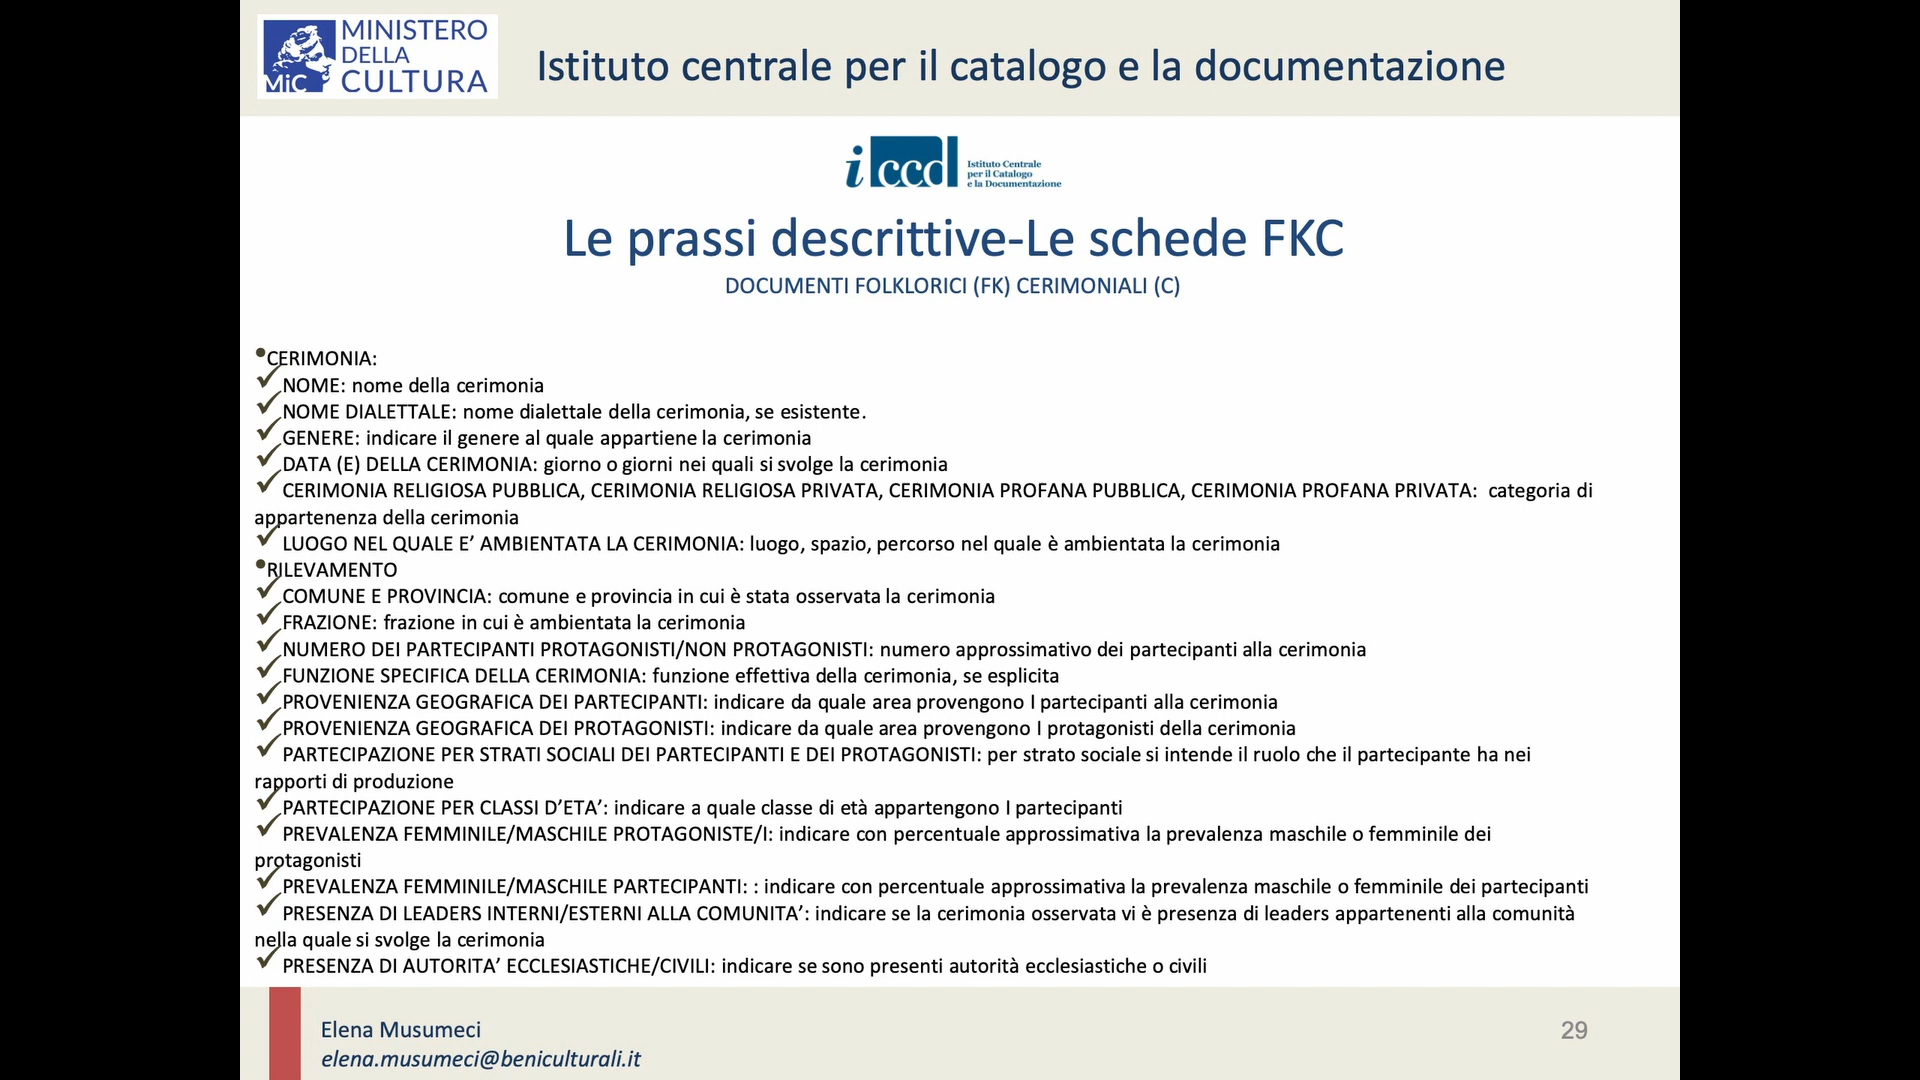 MiC
MINISTERO
DELLA
CULTURA
Istituto centrale per il catalogo e la documentazione
iccd
Istituto Centrale
per il Catalogo
e la Documentazione
Le prassi descrittive-Le schede FKC
DOCUMENTI FOLKLORICI (FK) CERIMONIALI (C)
•CERIMONIA:
✓NOME: nome della cerimonia
✓NOME DIALETTALE: nome dialettale della cerimonia, se esistente.
✓GENERE: indicare il genere al quale appartiene la cerimonia
✓DATA (E) DELLA CERIMONIA: giorno o giorni nei quali si svolge la cerimonia
✓CERIMONIA RELIGIOSA PUBBLICA, CERIMONIA RELIGIOSA PRIVATA, CERIMONIA PROFANA PUBBLICA, CERIMONIA PROFANA PRIVATA: categoria di
appartenenza della cerimonia
✓LUOGO NEL QUALE E’ AMBIENTATA LA CERIMONIA: luogo, spazio, percorso nel quale è ambientata la cerimonia
•RILEVAMENTO
✓COMUNE E PROVINCIA: comune e provincia in cui è stata osservata la cerimonia
✓FRAZIONE: frazione in cui è ambientata la cerimonia
✓NUMERO DEI PARTECIPANTI PROTAGONISTI/NON PROTAGONISTI: numero approssimativo dei partecipanti alla cerimonia
✓FUNZIONE SPECIFICA DELLA CERIMONIA: funzione effettiva della cerimonia, se esplicita
✓PROVENIENZA GEOGRAFICA DEI PARTECIPANTI: indicare da quale area provengono I partecipanti alla cerimonia
✓PROVENIENZA GEOGRAFICA DEI PROTAGONISTI: indicare da quale area provengono I protagonisti della cerimonia
✓PARTECIPAZIONE PER STRATI SOCIALI DEI PARTECIPANTI E DEI PROTAGONISTI: per strato sociale si intende il ruolo che il partecipante ha nei
rapporti di produzione
✓PARTECIPAZIONE PER CLASSI D’ETA’: indicare a quale classe di età appartengono I partecipanti
✓PREVALENZA FEMMINILE/MASCHILE PROTAGONISTE/I: indicare con percentuale approssimativa la prevalenza maschile o femminile dei
protagonisti
✓PREVALENZA FEMMINILE/MASCHILE PARTECIPANTI: : indicare con percentuale approssimativa la prevalenza maschile o femminile dei partecipanti
✓PRESENZA DI LEADERS INTERNI/ESTERNI ALLA COMUNITA’: indicare se la cerimonia osservata vi è presenza di leaders appartenenti alla comunità
nella quale si svolge la cerimonia
✓PRESENZA DI AUTORITA’ ECCLESIASTICHE/CIVILI: indicare se sono presenti autorità ecclesiastiche o civili
Elena Musumeci
elena.musumeci@beniculturali.it
29